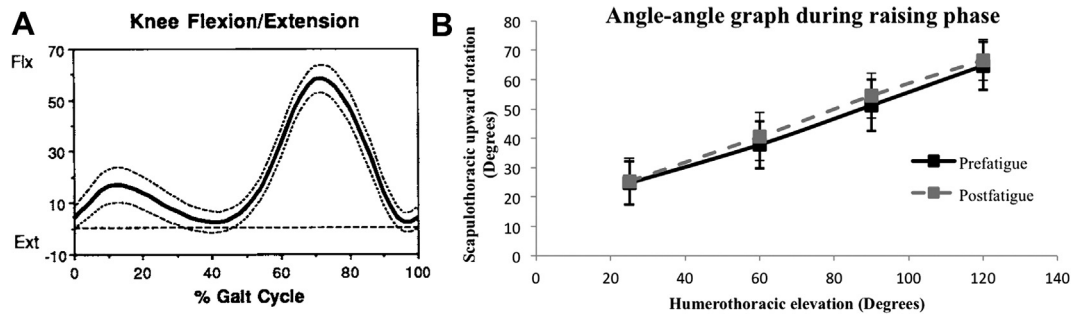 A
Knee Flexion/Extension
70
Flx
50
30
10
Ext
-10
0 20 40 60 80 100
% Gait Cycle
B
Angle-angle graph during raising phase
80
70
60
50
40
30
20
10
0
Scapulothoracic upward rotation
(Degrees)
Prefatigue
Postfatigue
0 20 40 60 80 100 120 140
Humerothoracic elevation (Degrees)